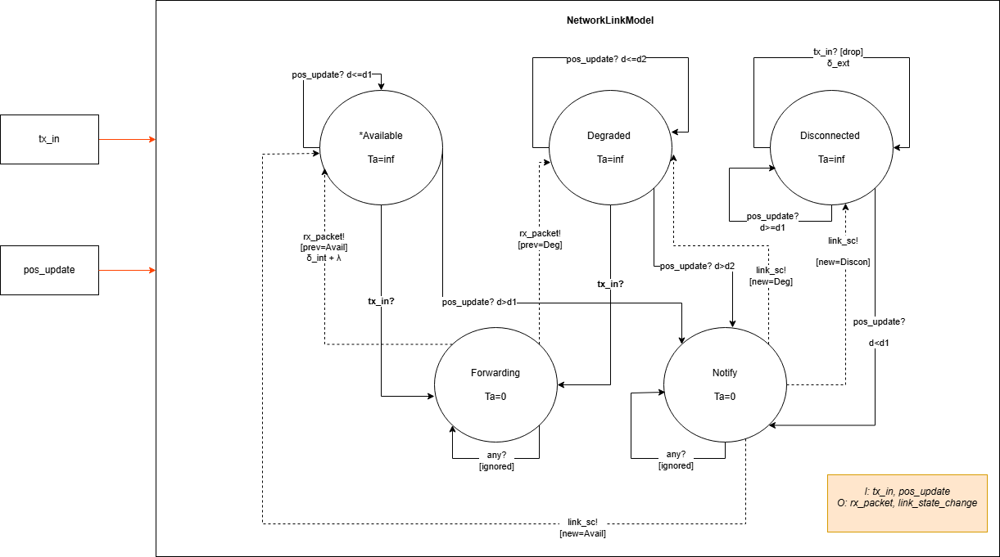 NetworkLinkModel
tx_in
pos_update
pos_update? d<=d1
*Available
Ta=inf
pos_update? d<=d2
Degraded
Ta=inf
tx_in? [drop]
δ_ext
Disconnected
Ta=inf
pos_update?
d>=d1
rx_packet!
[prev=Avail]
δ_int + λ
rx_packet!
[prev=Deg]
link_sc!
[new=Discon]
pos_update? d>d2
link_sc!
[new=Deg]
tx_in?
tx_in?
pos_update? d>d1
pos_update?
d<d1
Forwarding
Ta=0
Notify
Ta=0
any?
[ignored]
any?
[ignored]
link_sc!
[new=Avail]
I: tx_in, pos_update
O: rx_packet, link_state_change